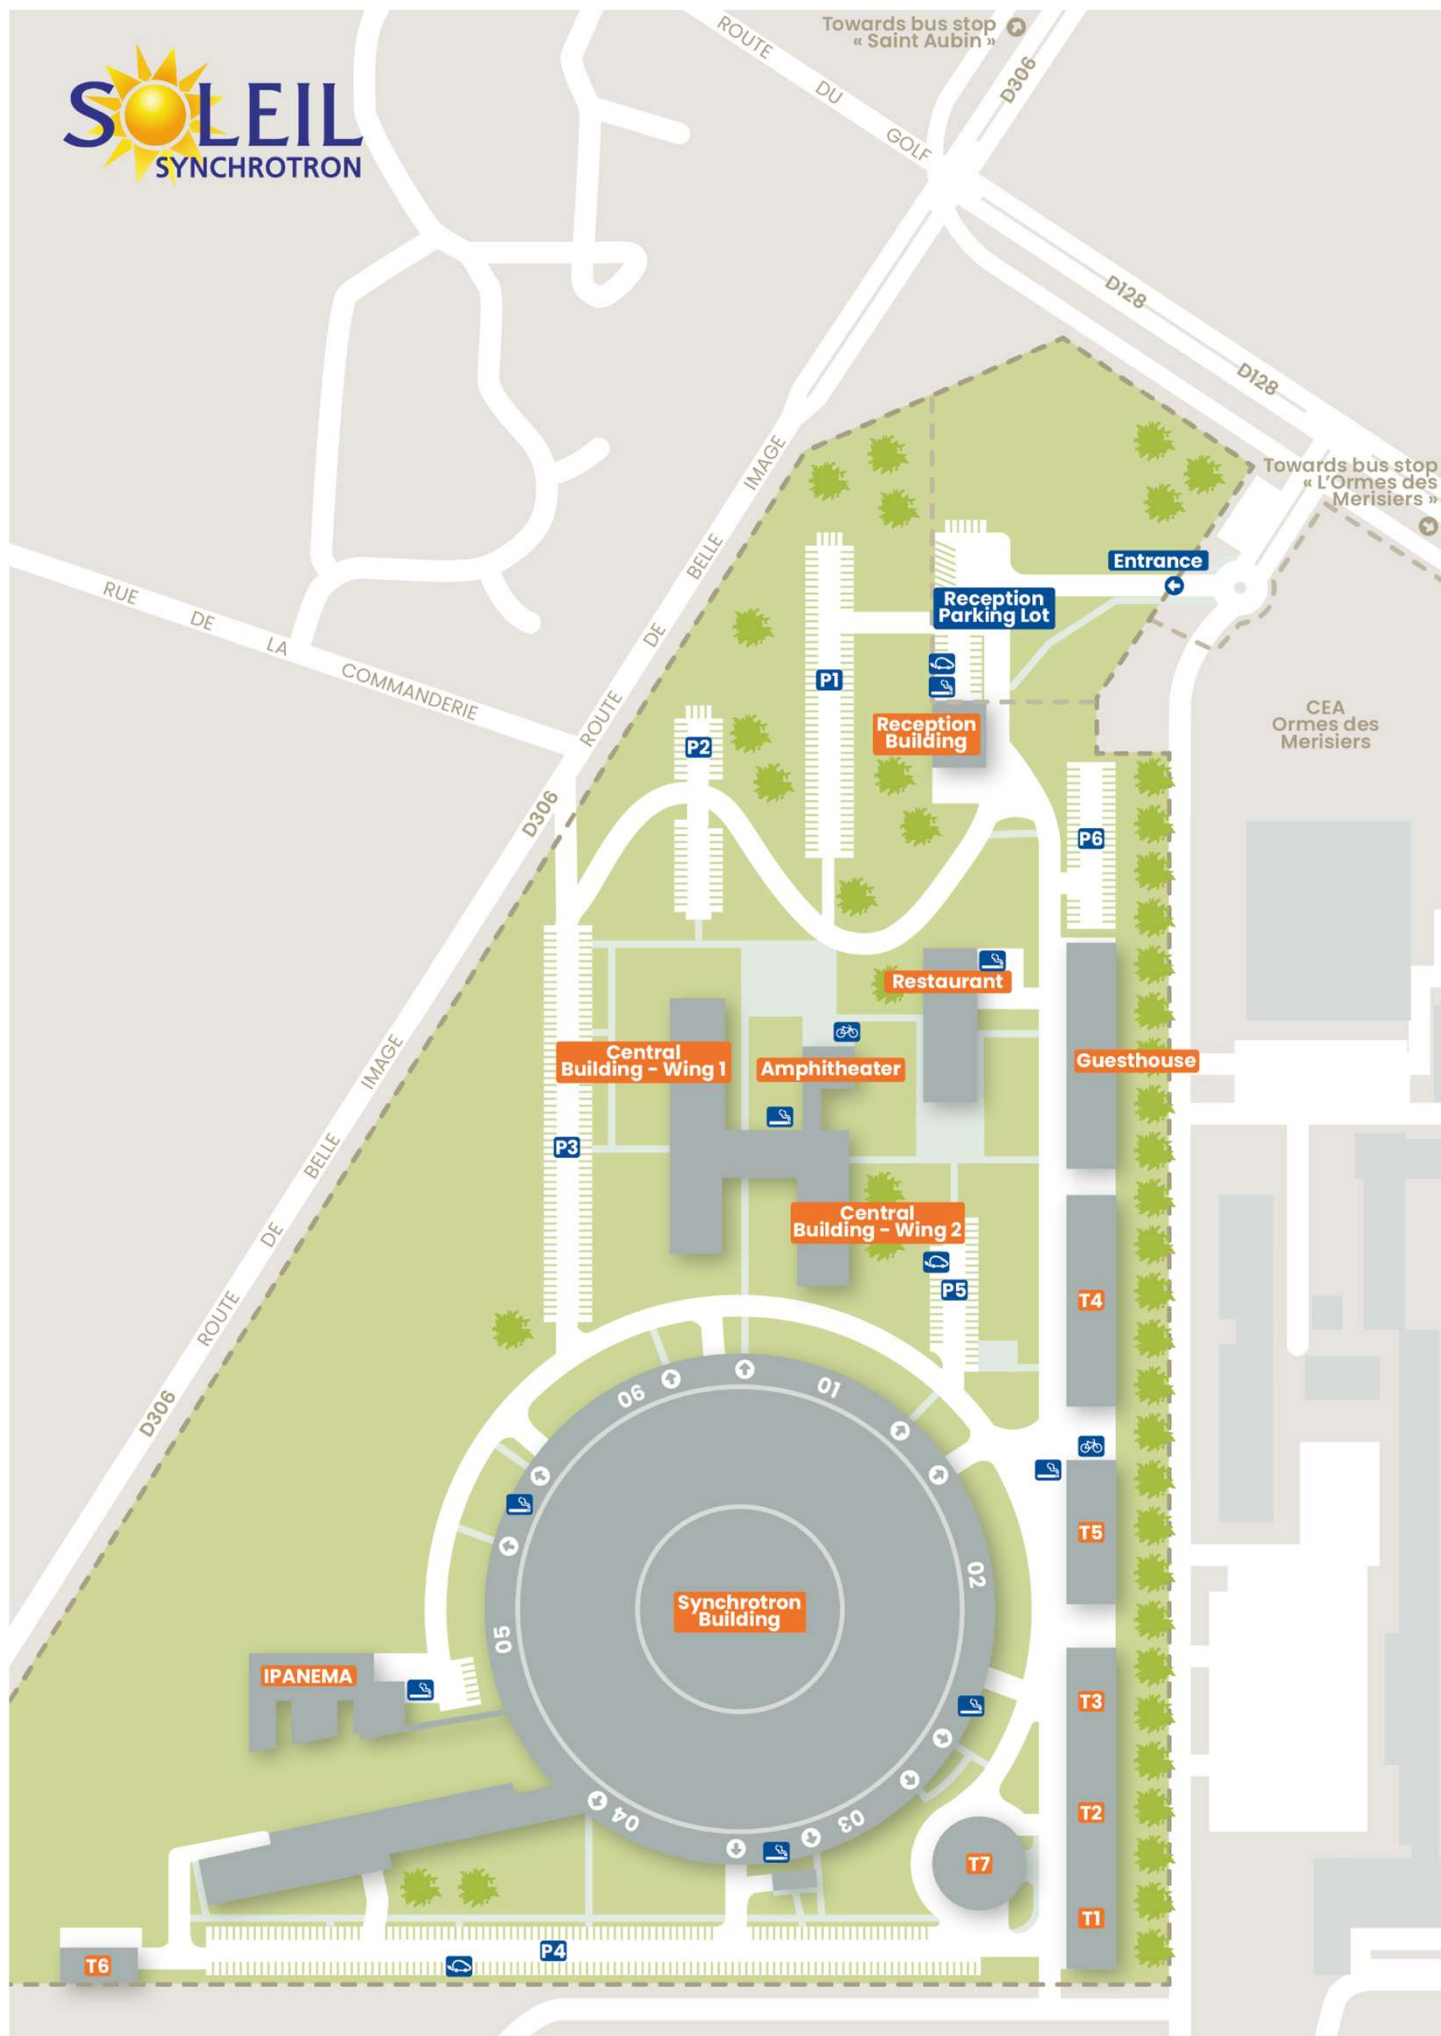 SOLEIL
SYNCHROTRON
Towards bus stop
« Saint Aubin »
ROUTE DU GOLF
D306
D128
D128
Towards bus stop
« L'Ormes des
Merisiers »
ROUTE DE BELLE IMAGE
RUE DE LA COMMANDERIE
Entrance
Reception
Parking Lot
P1
P2
Reception
Building
CEA
Ormes des
Merisiers
D306
P6
Restaurant
Central
Building - Wing 1
Amphitheater
Guesthouse
P3
ROUTE DE BELLE IMAGE
Central
Building - Wing 2
P5
T4
D306
06
01
T5
02
Synchrotron
Building
05
IPANEMA
T3
T2
04
03
T7
T1
P4
T6